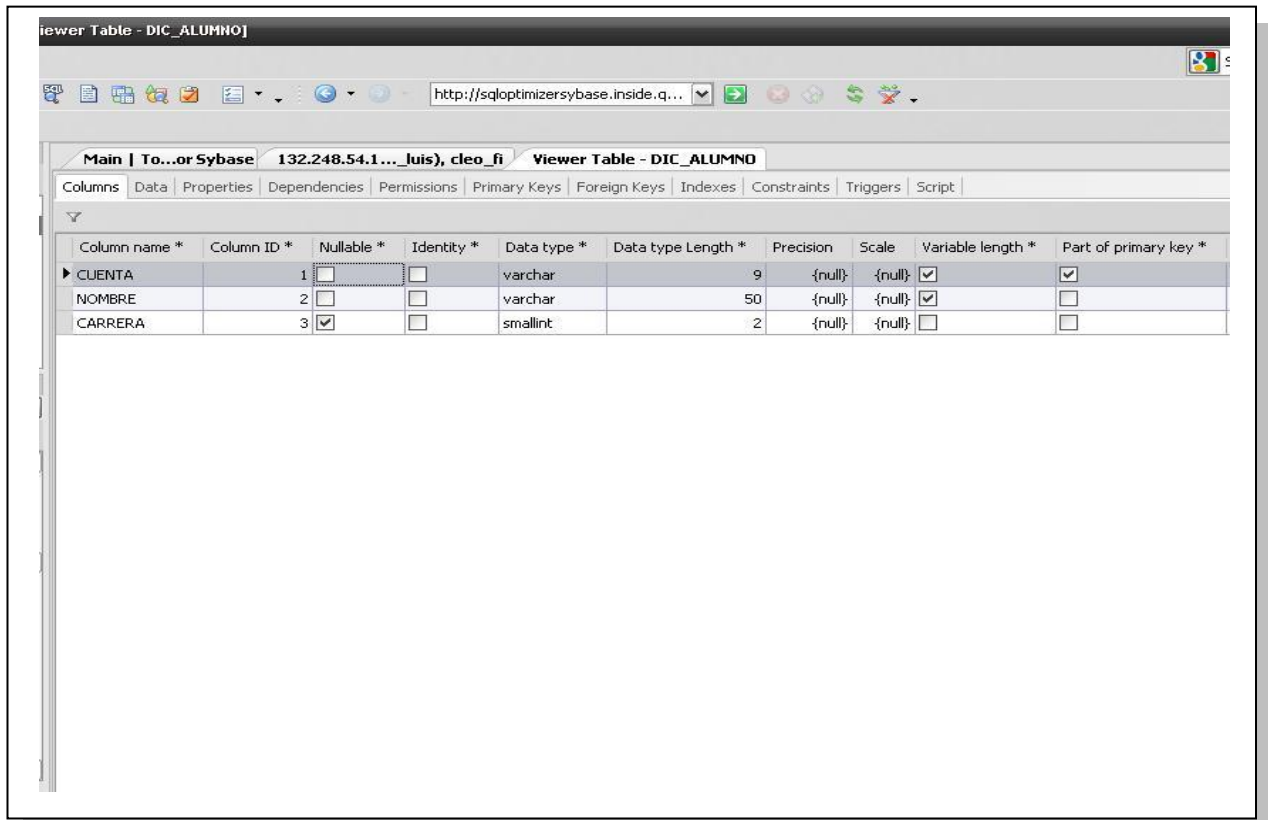 iewer Table - DIC_ALUMNO]
http://sqloptimizersybase.inside.q...
Main | To...or Sybase 132.248.54.1..._luis), cleo_fi Viewer Table - DIC_ALUMNO
Columns Data Properties Dependencies Permissions Primary Keys Foreign Keys Indexes Constraints Triggers Script
Column name * Column ID * Nullable * Identity * Data type * Data type Length * Precision Scale Variable length * Part of primary key *
CUENTA 1 varchar 9 {null} {null}
NOMBRE 2 varchar 50 {null} {null}
CARRERA 3 smallint 2 {null} {null}